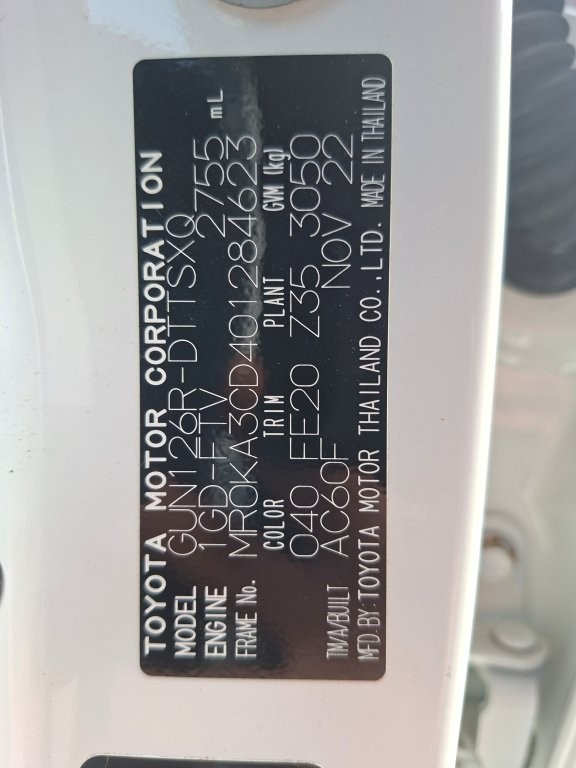 TOYOTA MOTOR CORPORATION
MODEL GUN126R-DTTSXQ
ENGINE 1GD-FTV 2755 mL
FRAME No. MR0KA3CD401284623
COLOR TRIM PLANT GVM (kg)
040 FE20 Z35 3050
TM/A/BUILT AC60F NOV 22
MFD BY:TOYOTA MOTOR THAILAND CO.,LTD. MADE IN THAILAND